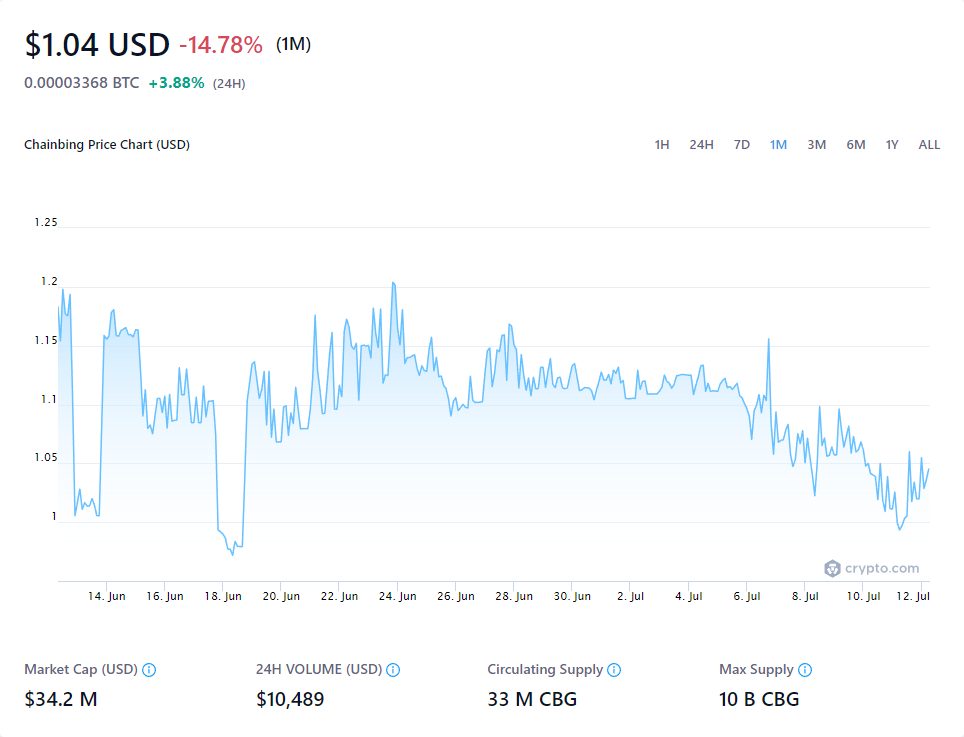 $1.04 USD -14.78% (1M)
0.00003368 BTC +3.88% (24H)
Chainbing Price Chart (USD) 1H 24H 7D 1M 3M 6M 1Y ALL
1.25
1.2
1.15
1.1
1.05
1
crypto.com
14. Jun 16. Jun 18. Jun 20. Jun 22. Jun 24. Jun 26. Jun 28. Jun 30. Jun 2. Jul 4. Jul 6. Jul 8. Jul 10. Jul 12. Jul
Market Cap (USD) 24H VOLUME (USD) Circulating Supply Max Supply
$34.2 M $10,489 33 M CBG 10 B CBG